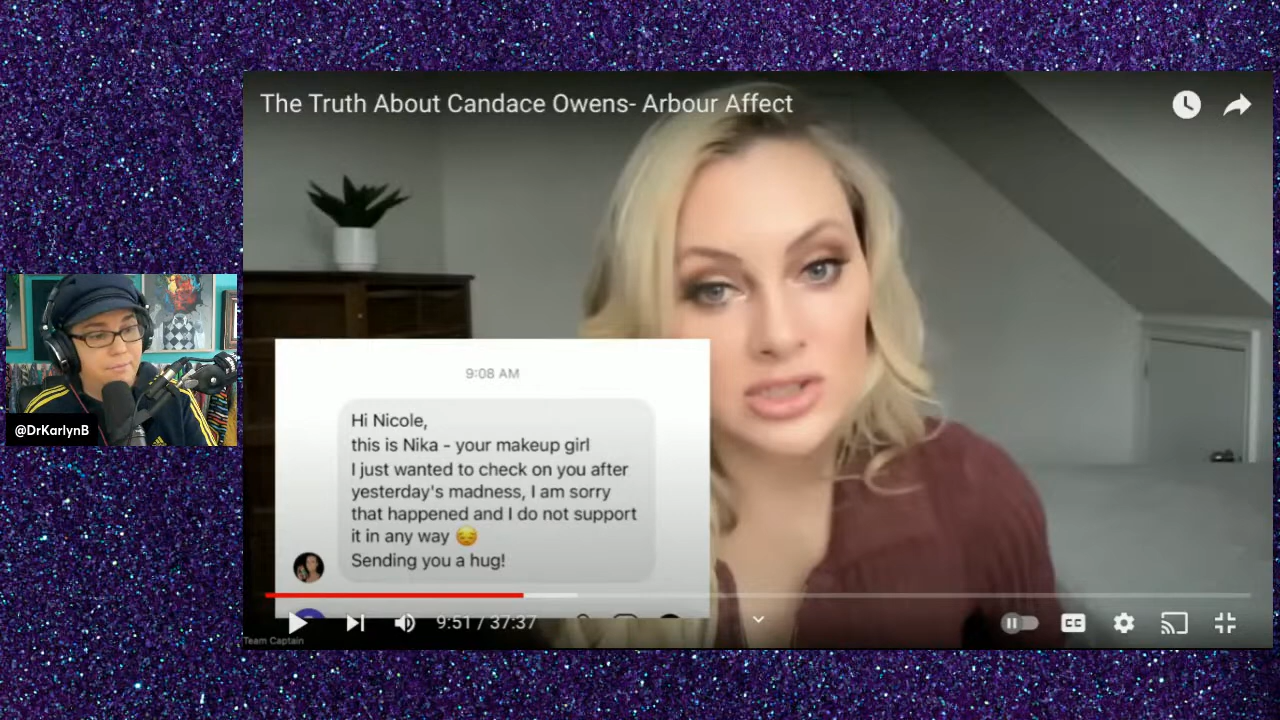 The Truth About Candace Owens- Arbour Affect
9:08 AM
Hi Nicole,
this is Nika - your makeup girl
I just wanted to check on you after
yesterday's madness, I am sorry
that happened and I do not support
it in any way 😔
Sending you a hug!
@DrKarlynB
9:51 / 37:37
CC
Team Captain